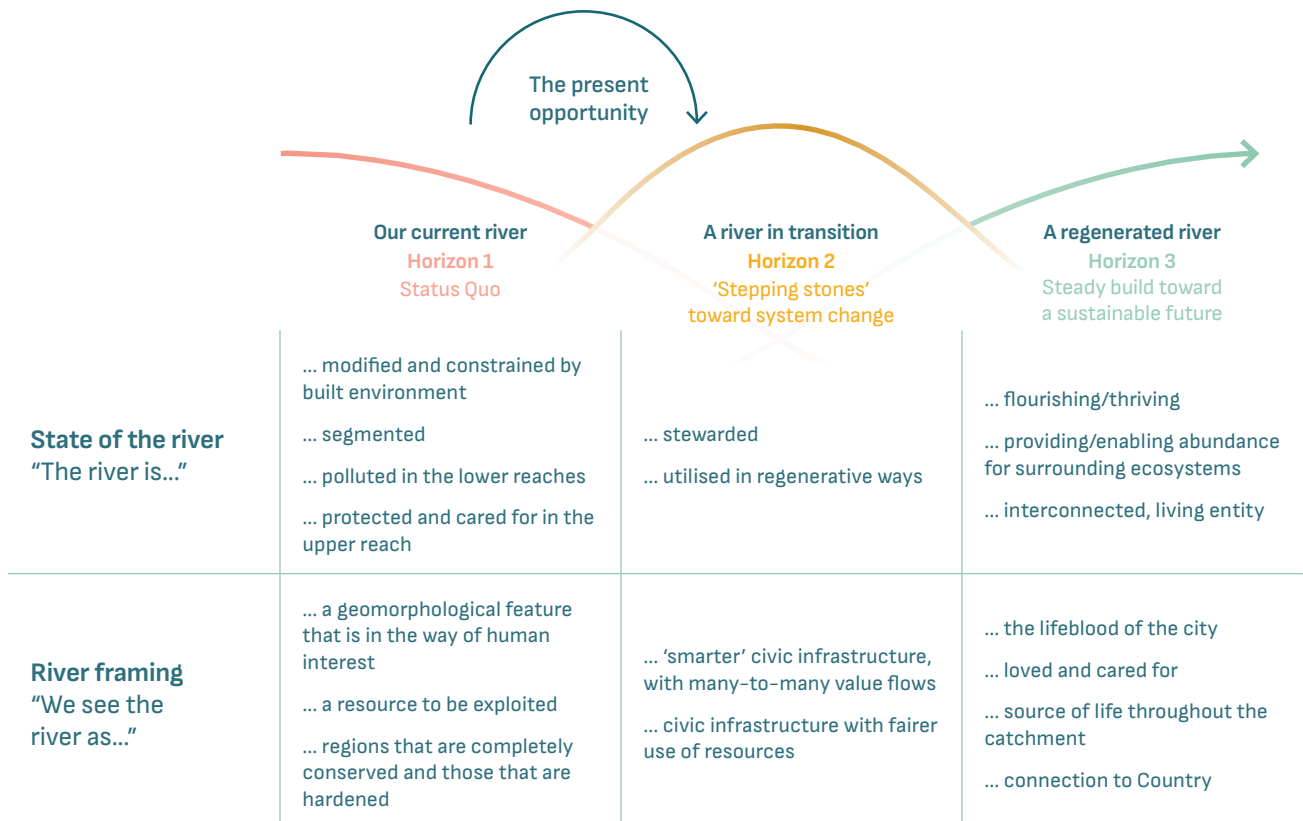 The present
opportunity
Our current river
Horizon 1
Status Quo
A river in transition
Horizon 2
‘Stepping stones’
toward system change
A regenerated river
Horizon 3
Steady build toward
a sustainable future
State of the river
“The river is...”
... modified and constrained by
built environment
... segmented
... polluted in the lower reaches
... protected and cared for in the
upper reach
... stewarded
... utilised in regenerative ways
... flourishing/thriving
... providing/enabling abundance
for surrounding ecosystems
... interconnected, living entity
River framing
“We see the
river as...”
... a geomorphological feature
that is in the way of human
interest
... a resource to be exploited
... regions that are completely
conserved and those that are
hardened
... ‘smarter’ civic infrastructure,
with many-to-many value flows
... civic infrastructure with fairer
use of resources
... the lifeblood of the city
... loved and cared for
... source of life throughout the
catchment
... connection to Country